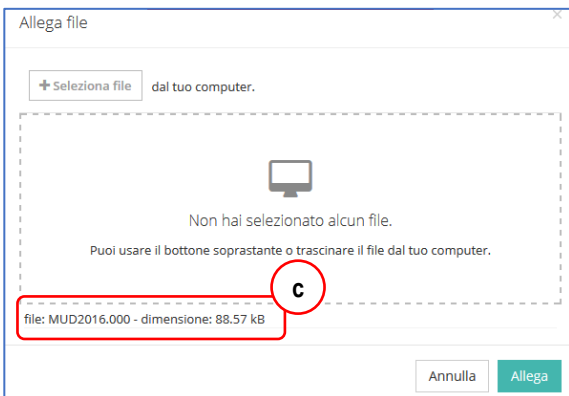 Allega file
×
+ Seleziona file dal tuo computer.
Non hai selezionato alcun file.
Puoi usare il bottone soprastante o trascinare il file dal tuo computer.
c
file: MUD2016.000 - dimensione: 88.57 kB
Annulla Allega